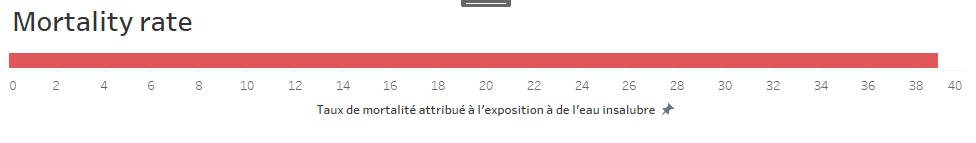 Mortality rate
0 2 4 6 8 10 12 14 16 18 20 22 24 26 28 30 32 34 36 38 40
Taux de mortalité attribué à l’exposition à de l’eau insalubre